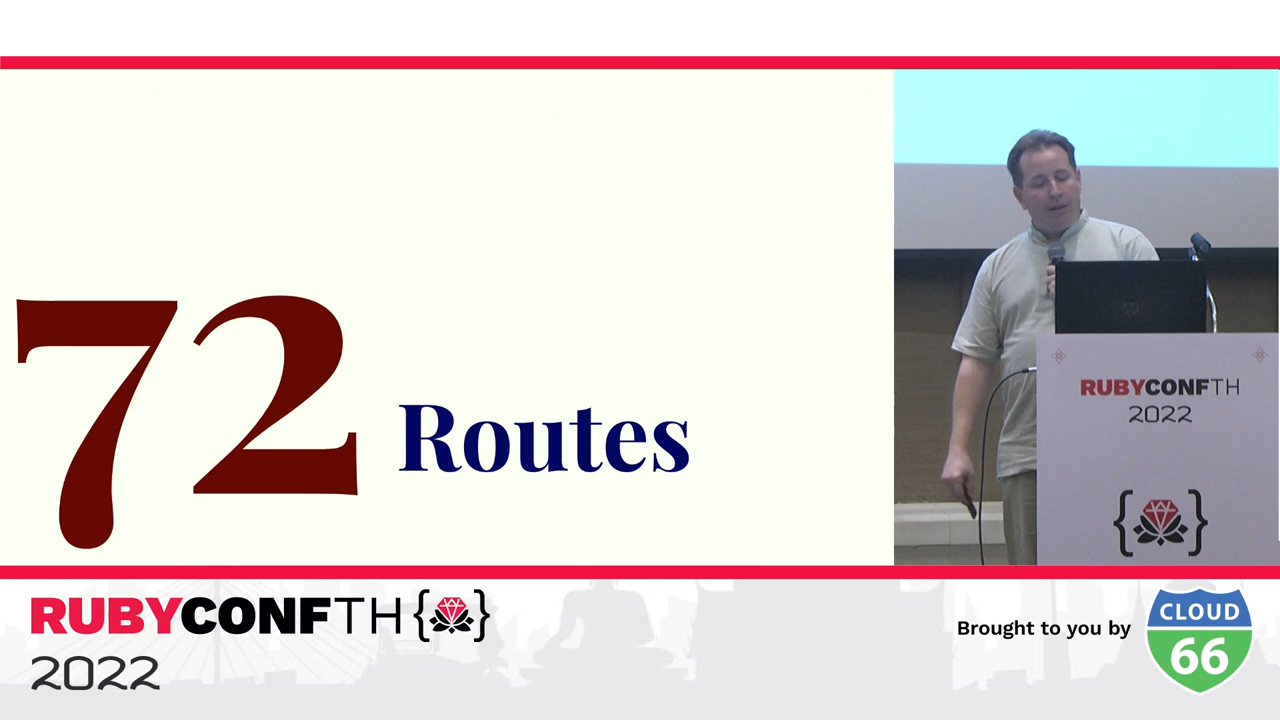 72 Routes
RUBYCONFTH
2022
RUBYCONFTH
2022
Brought to you by
CLOUD
66